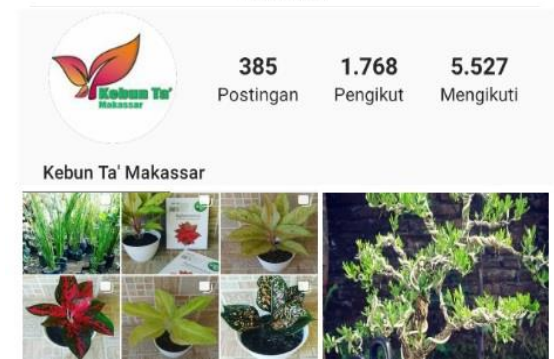 Kebun Ta'
Makassar
385 1.768 5.527
Postingan Pengikut Mengikuti
Kebun Ta' Makassar